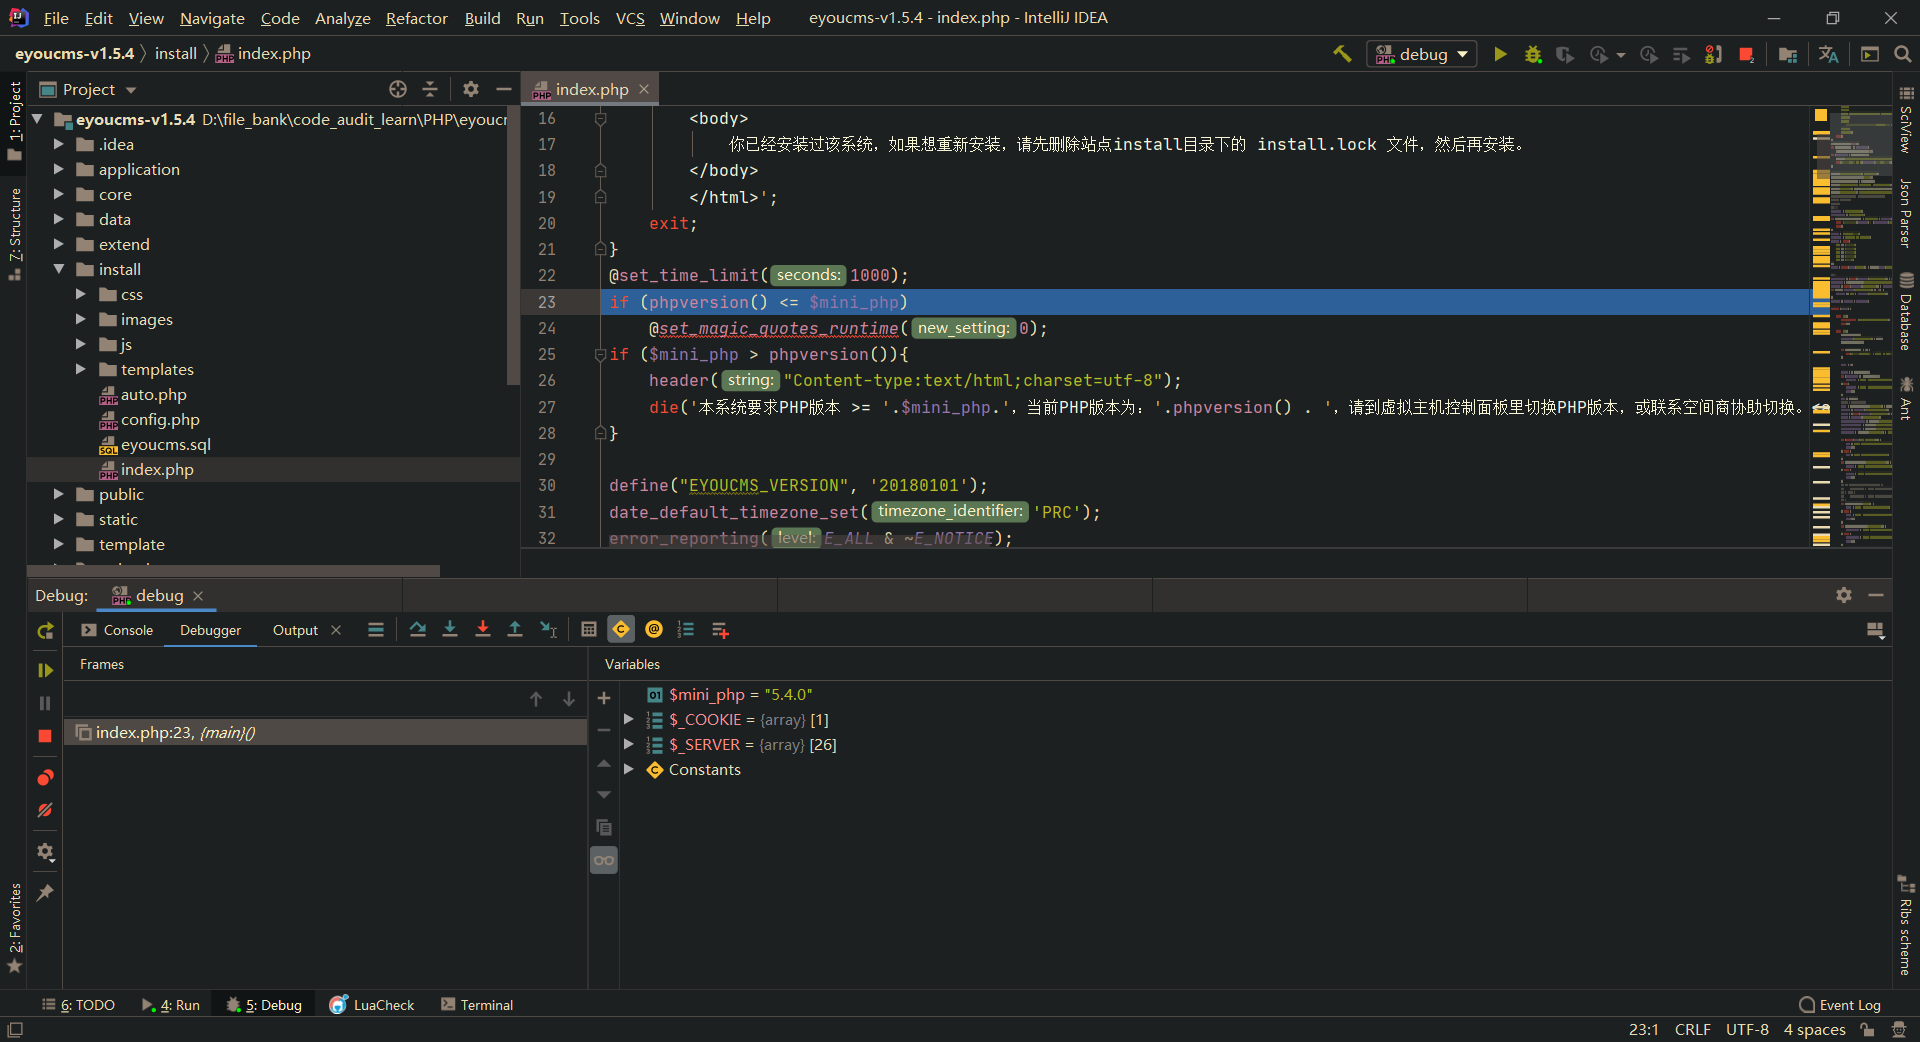 File Edit View Navigate Code Analyze Refactor Build Run Tools VCS Window Help eyoucms-v1.5.4 - index.php - IntelliJ IDEA
eyoucms-v1.5.4 install index.php debug
1: Project
7: Structure
2: Favorites
Project
eyoucms-v1.5.4 D:\file_bank\code_audit_learn\PHP\eyoucr
.idea
application
core
data
extend
install
css
images
js
templates
auto.php
config.php
eyoucms.sql
index.php
public
static
template
index.php
16 <body>
17 你已经安装过该系统，如果想重新安装，请先删除站点install目录下的 install.lock 文件，然后再安装。
18 </body>
19 </html>';
20 exit;
21 }
22 @set_time_limit( seconds: 1000);
23 if (phpversion() <= $mini_php)
24 @set_magic_quotes_runtime( new_setting: 0);
25 if ($mini_php > phpversion()){
26 header( string: "Content-type:text/html;charset=utf-8");
27 die('本系统要求PHP版本 >= '.$mini_php.'，当前PHP版本为：'.phpversion() . '，请到虚拟主机控制面板里切换PHP版本，或联系空间商协助切换。
28 }
29
30 define("EYOUCMS_VERSION", '20180101');
31 date_default_timezone_set( timezone_identifier: 'PRC');
32 error_reporting( level: E_ALL & ~E_NOTICE);
SciView
Json Parser
Database
Ant
Ribs scheme
Debug: debug
Console Debugger Output
Frames
index.php:23, {main}()
Variables
$mini_php = "5.4.0"
$_COOKIE = {array} [1]
$_SERVER = {array} [26]
Constants
6: TODO 4: Run 5: Debug LuaCheck Terminal Event Log
23:1 CRLF UTF-8 4 spaces